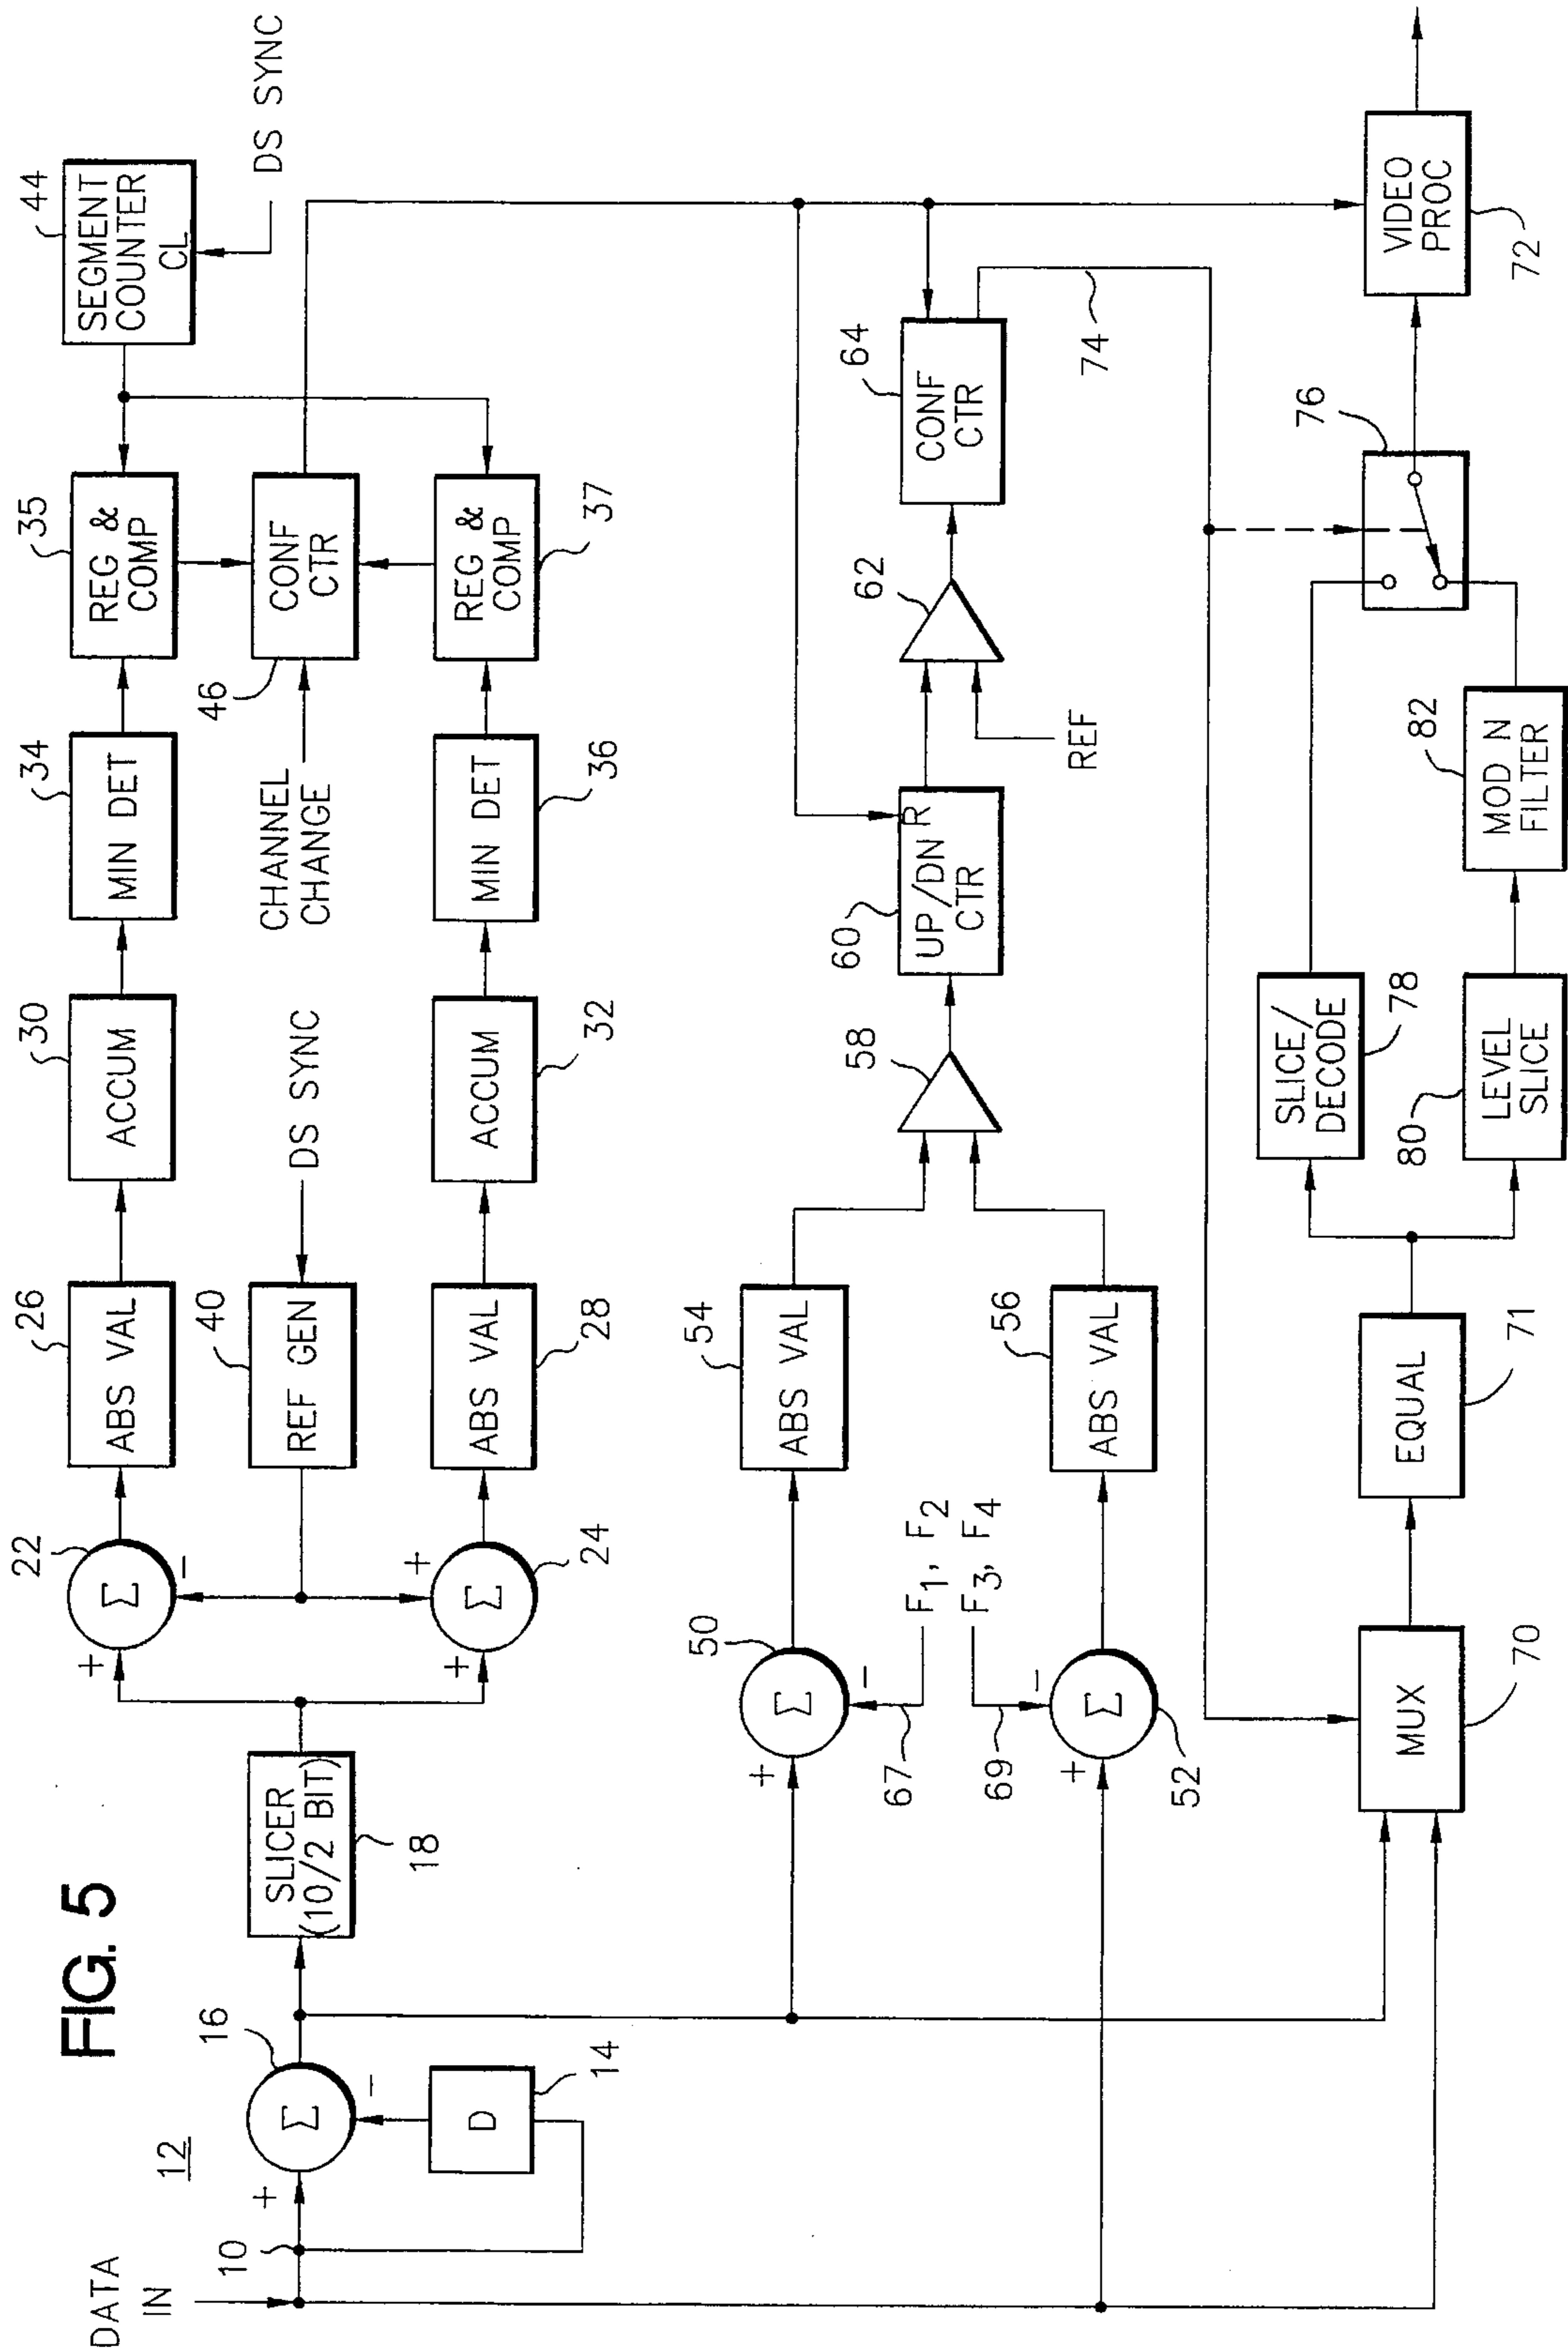 FIG. 5
DATA
IN
10
12
+
Σ
−
16
D
14
SLICER
(10/2 BIT)
18
+
Σ
−
22
+
Σ
+
24
ABS VAL
26
REF GEN
40
DS SYNC
ABS VAL
28
ACCUM
30
ACCUM
32
MIN DET
34
CHANNEL
CHANGE
MIN DET
36
REG &
COMP
35
CONF
CTR
46
REG &
COMP
37
SEGMENT
COUNTER
CL
44
DS SYNC
+
Σ
−
50
67
F1, F2
F3, F4
69
+
Σ
−
52
ABS VAL
54
ABS VAL
56
58
UP/DN
CTR
R
60
62
REF
CONF
CTR
64
74
MUX
70
EQUAL
71
SLICE/
DECODE
78
LEVEL
SLICE
80
MOD N
FILTER
82
76
VIDEO
PROC
72